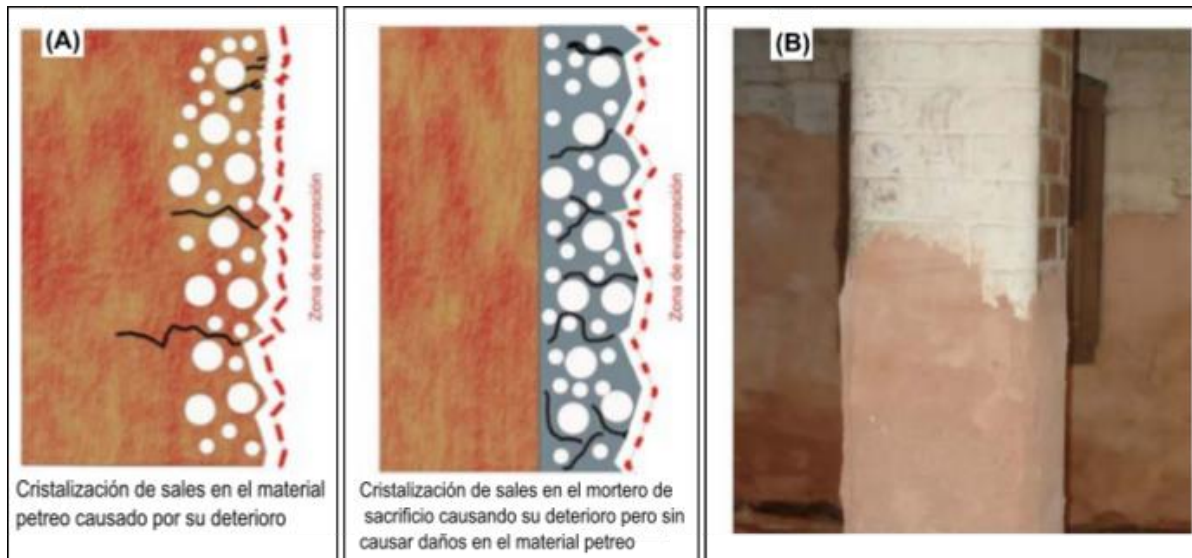 (A)
Zona de evaporación
Cristalización de sales en el material
petreo causado por su deterioro
Zona de evaporación
Cristalización de sales en el mortero de
sacrificio causando su deterioro pero sin
causar daños en el material petreo
(B)